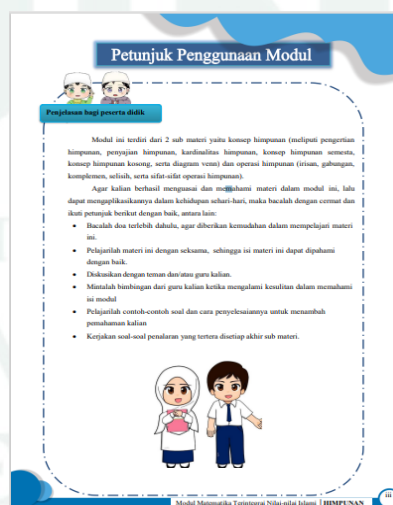 Petunjuk Penggunaan Modul
Penjelasan bagi peserta didik
Modul ini terdiri dari 2 sub materi yaitu konsep himpunan (meliputi pengertian
himpunan, penyajian himpunan, kardinalitas himpunan, konsep himpunan semesta,
konsep himpunan kosong, serta diagram venn) dan operasi himpunan (irisan, gabungan,
komplemen, selisih, serta sifat-sifat operasi himpunan).
Agar kalian berhasil menguasai dan memahami materi dalam modul ini, lalu
dapat mengaplikasikannya dalam kehidupan sehari-hari, maka bacalah dengan cermat dan
ikuti petunjuk berikut dengan baik, antara lain:
• Bacalah doa terlebih dahulu, agar diberikan kemudahan dalam mempelajari materi
ini.
• Pelajarilah materi ini dengan seksama, sehingga isi materi ini dapat dipahami
dengan baik.
• Diskusikan dengan teman dan/atau guru kalian.
• Mintalah bimbingan dari guru kalian ketika mengalami kesulitan dalam memahami
isi modul
• Pelajarilah contoh-contoh soal dan cara penyelesaiannya untuk menambah
pemahaman kalian
• Kerjakan soal-soal penalaran yang tertera disetiap akhir sub materi.
Modul Matematika Terintegrasi Nilai-nilai Islami | HIMPUNAN
iii